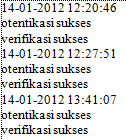 14-01-2012 12:20:46
otentikasi sukses
verifikasi sukses
14-01-2012 12:27:51
otentikasi sukses
verifikasi sukses
14-01-2012 13:41:07
otentikasi sukses
verifikasi sukses